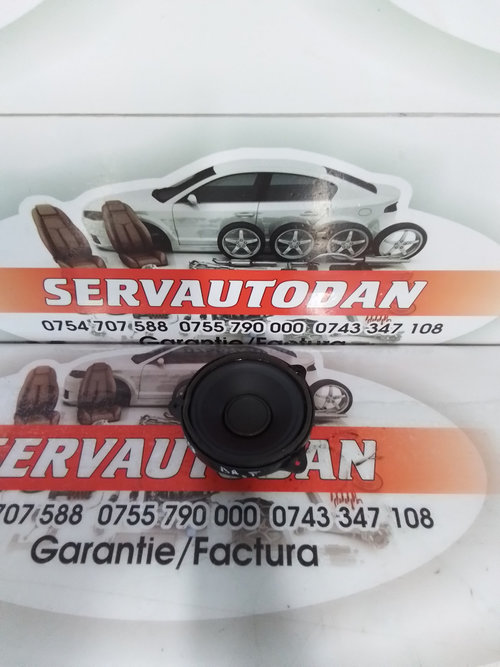 SERVAUTODAN
0754 707 588 0755 790 000 0743 347 108
Garantie/Factura
ERVAUTODAN
707 588 0755 790 000 0743 347 108
Garantie/Factura